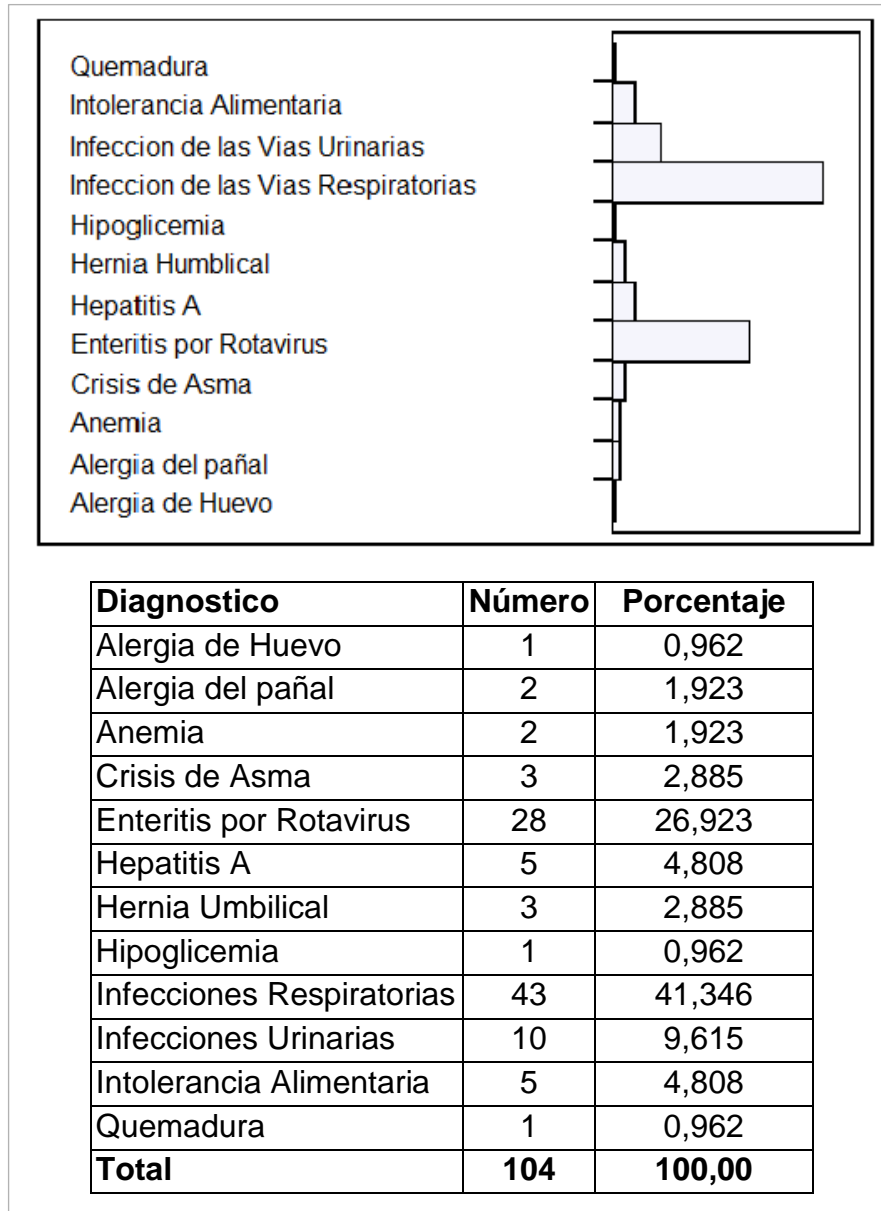 Quemadura
Intolerancia Alimentaria
Infeccion de las Vias Urinarias
Infeccion de las Vias Respiratorias
Hipoglicemia
Hernia Humblical
Hepatitis A
Enteritis por Rotavirus
Crisis de Asma
Anemia
Alergia del pañal
Alergia de Huevo
Diagnostico Número Porcentaje
Alergia de Huevo 1 0,962
Alergia del pañal 2 1,923
Anemia 2 1,923
Crisis de Asma 3 2,885
Enteritis por Rotavirus 28 26,923
Hepatitis A 5 4,808
Hernia Umbilical 3 2,885
Hipoglicemia 1 0,962
Infecciones Respiratorias 43 41,346
Infecciones Urinarias 10 9,615
Intolerancia Alimentaria 5 4,808
Quemadura 1 0,962
Total 104 100,00